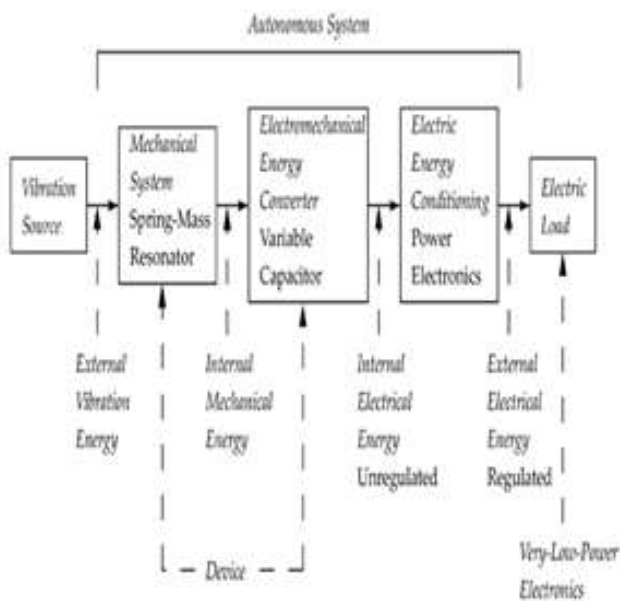 Autonomous System
Vibration
Source
Mechanical
System
Spring-Mass
Resonator
Electromechanical
Energy
Converter
Variable
Capacitor
Electric
Energy
Conditioning
Power
Electronics
Electric
Load
External
Vibration
Energy
Internal
Mechanical
Energy
Internal
Electrical
Energy
Unregulated
External
Electrical
Energy
Regulated
Device
Very-Low-Power
Electronics